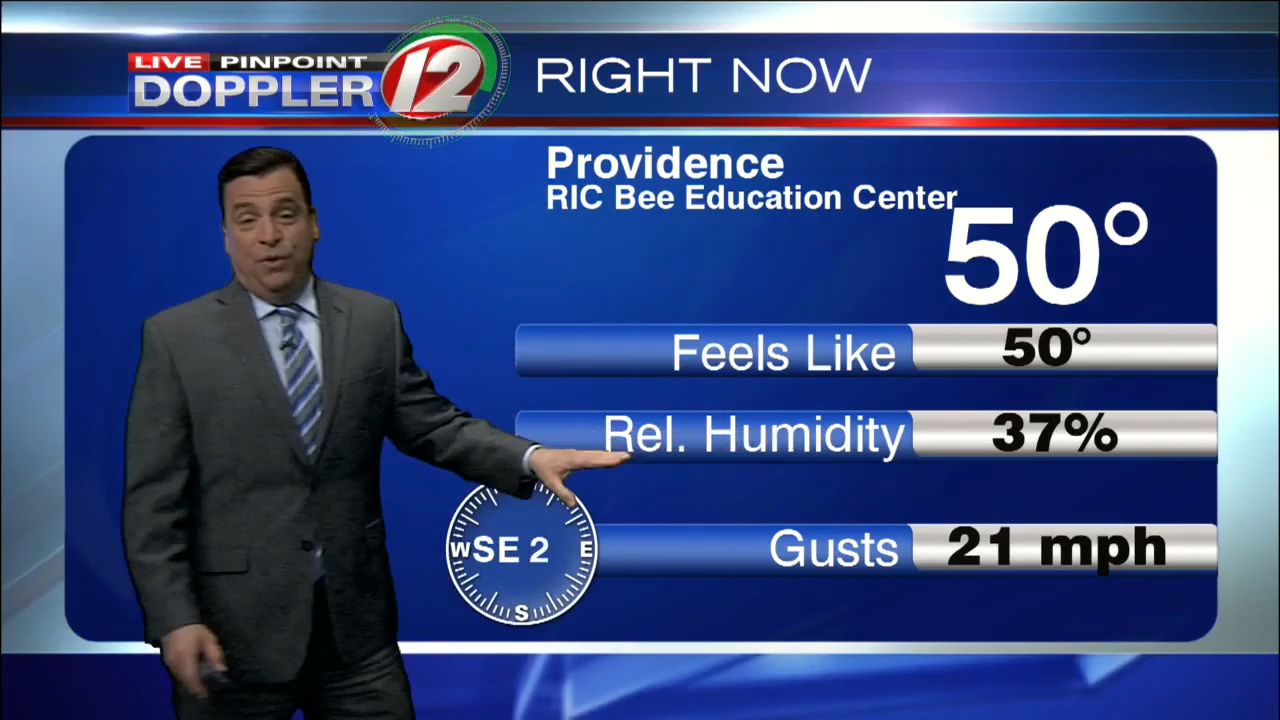 LIVE PINPOINT
DOPPLER 12
RIGHT NOW
Providence
RIC Bee Education Center
50°
Feels Like 50°
Rel. Humidity 37%
W SE 2 E
S
Gusts 21 mph